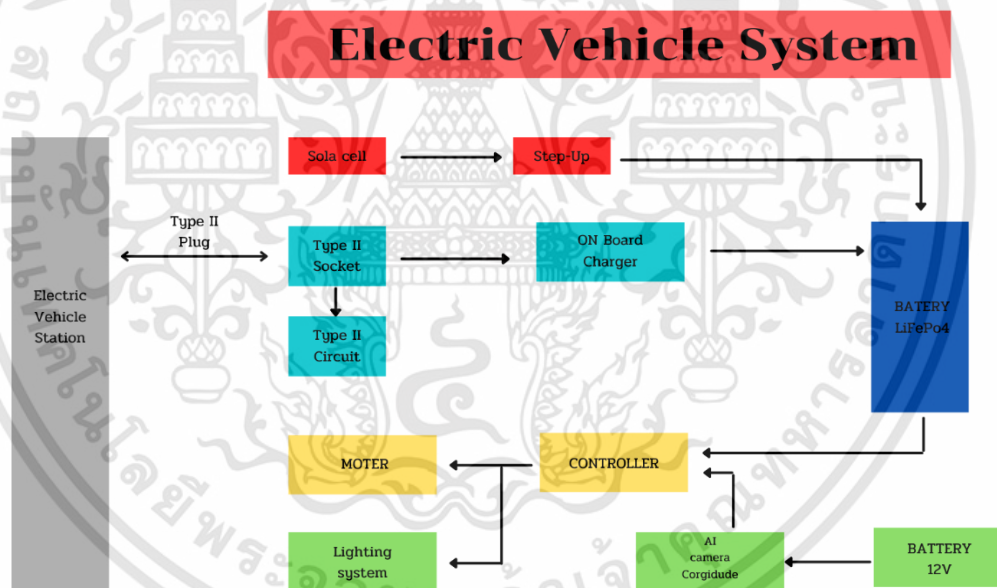 Electric Vehicle System
Sola cell
Step-Up
Type II
Plug
Type II
Socket
ON Board
Charger
Electric
Vehicle
Station
BATERY
LiFePo4
Type II
Circuit
MOTER
CONTROLLER
Lighting
system
AI
camera
Corgidude
BATTERY
12V